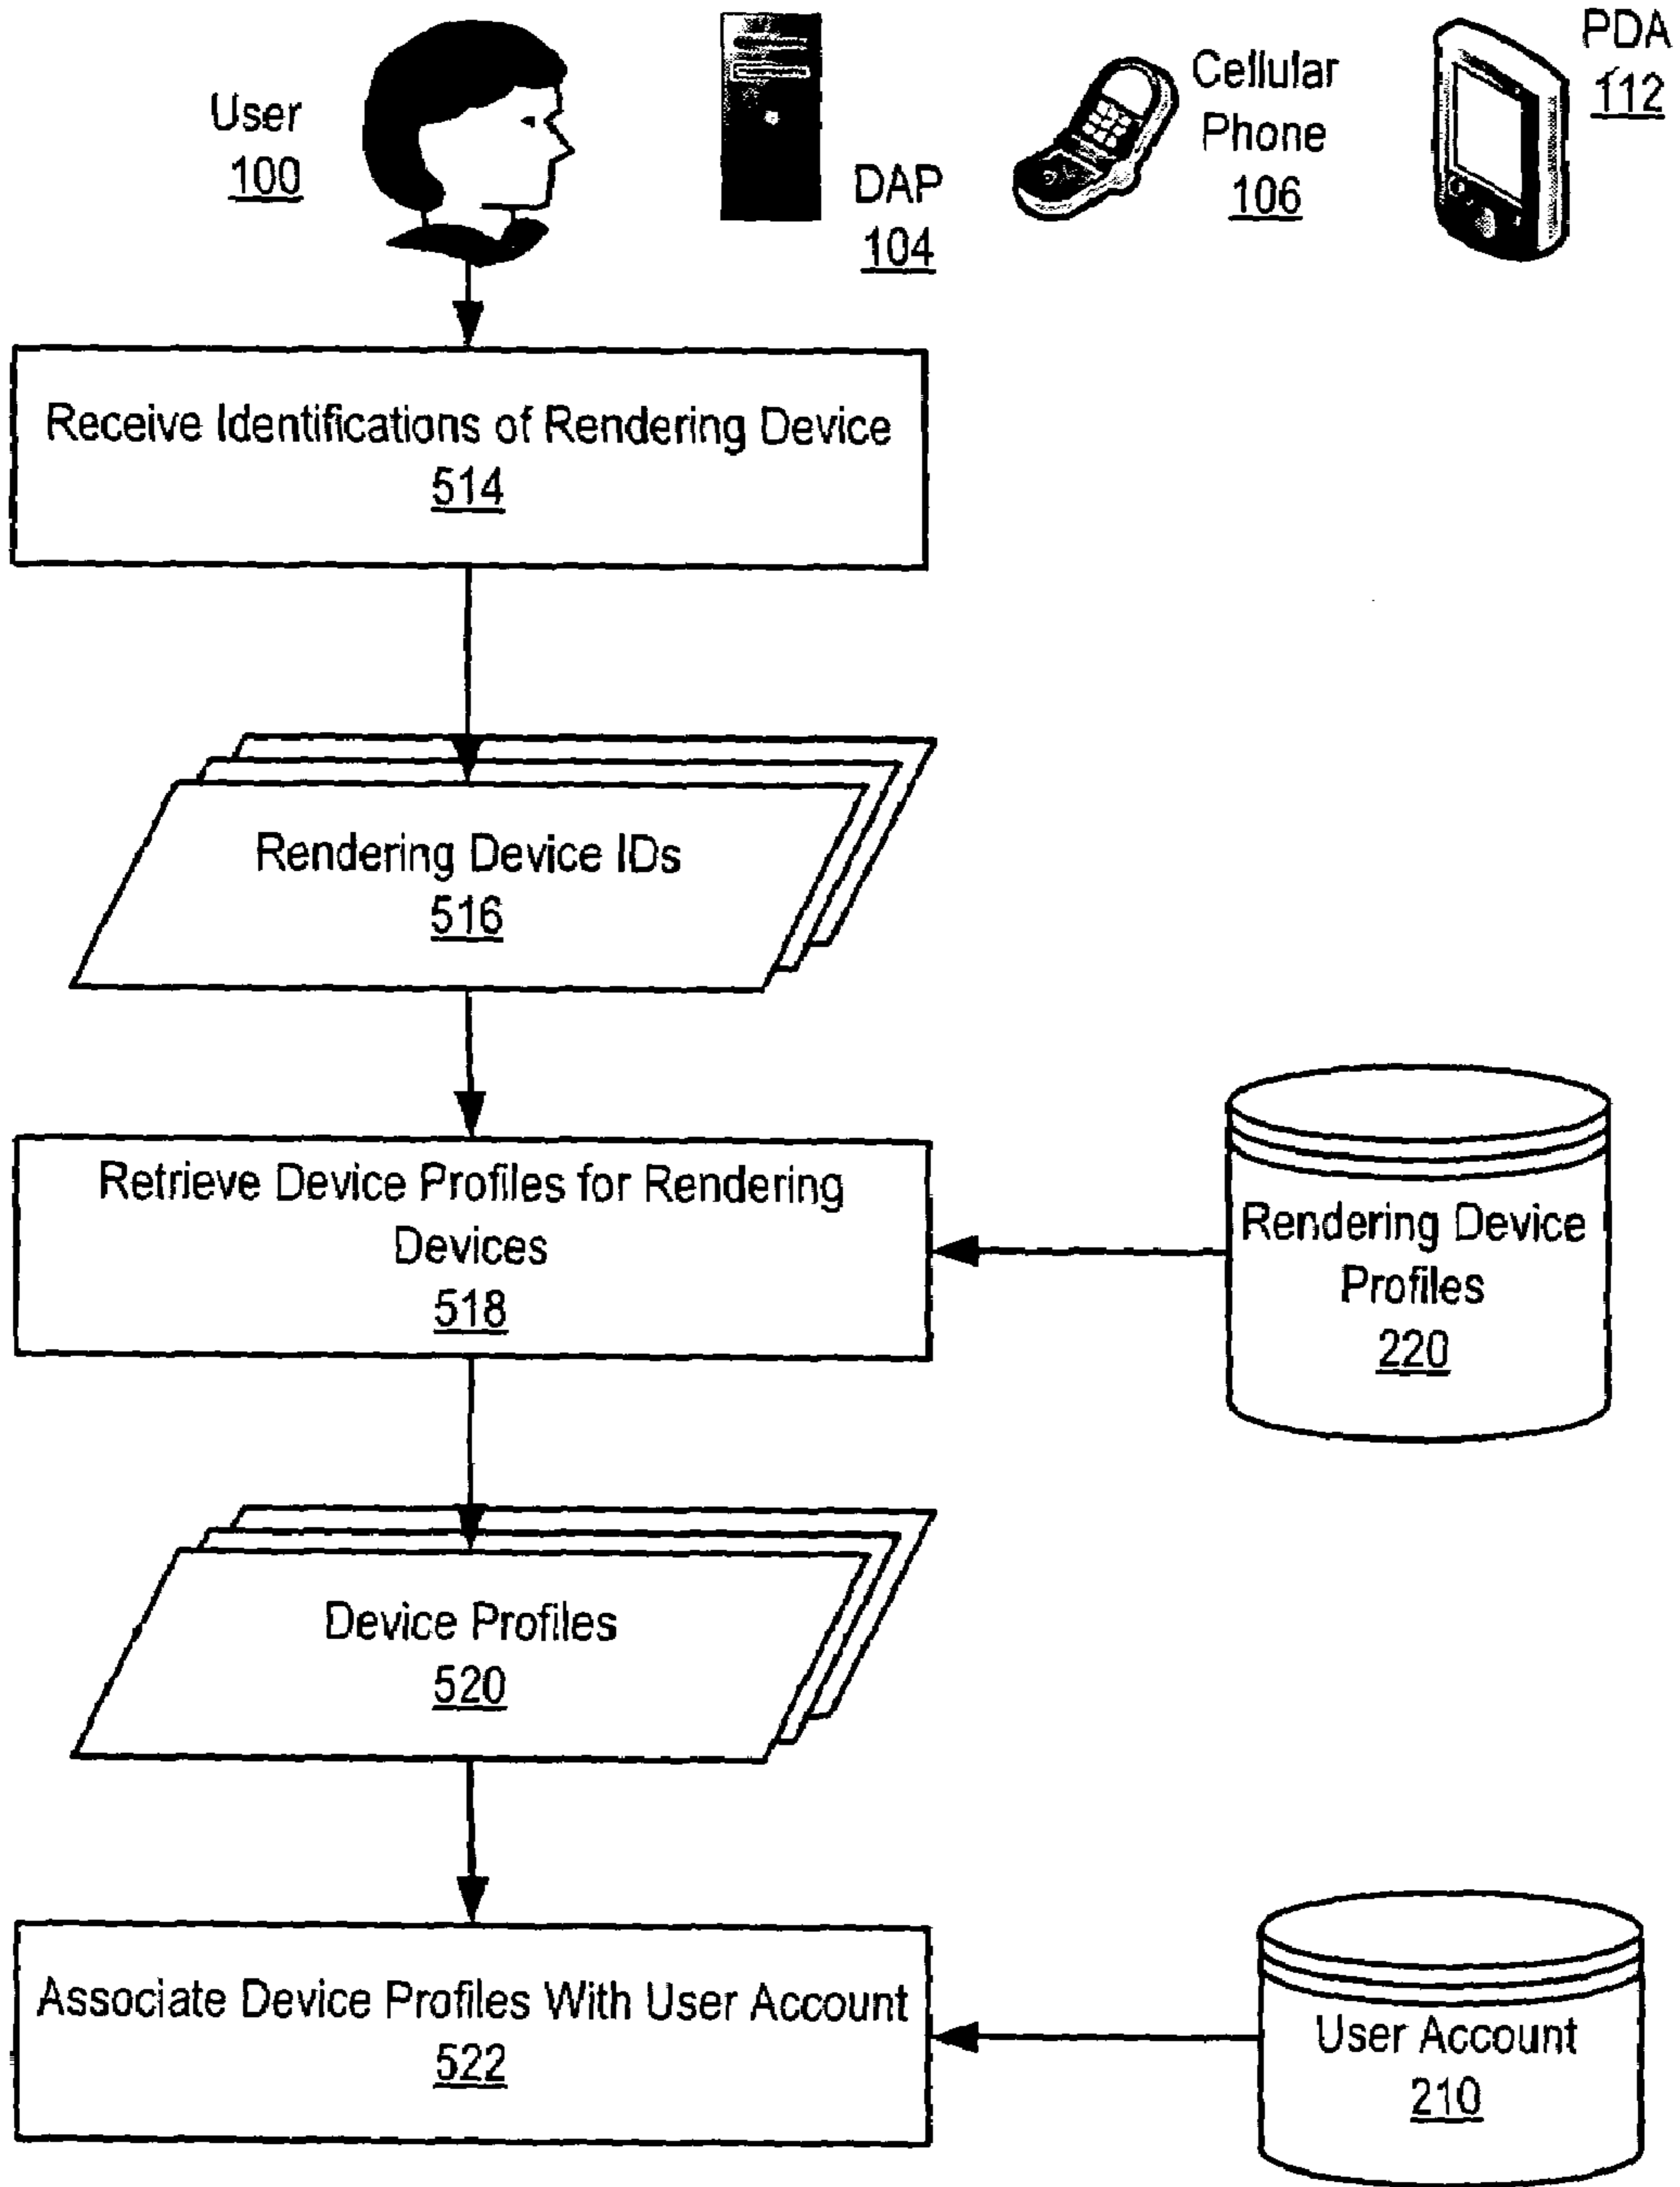 User
100
DAP
104
Cellular
Phone
106
PDA
112
Receive Identifications of Rendering Device
514
Rendering Device IDs
516
Retrieve Device Profiles for Rendering
Devices
518
Rendering Device
Profiles
220
Device Profiles
520
Associate Device Profiles With User Account
522
User Account
210